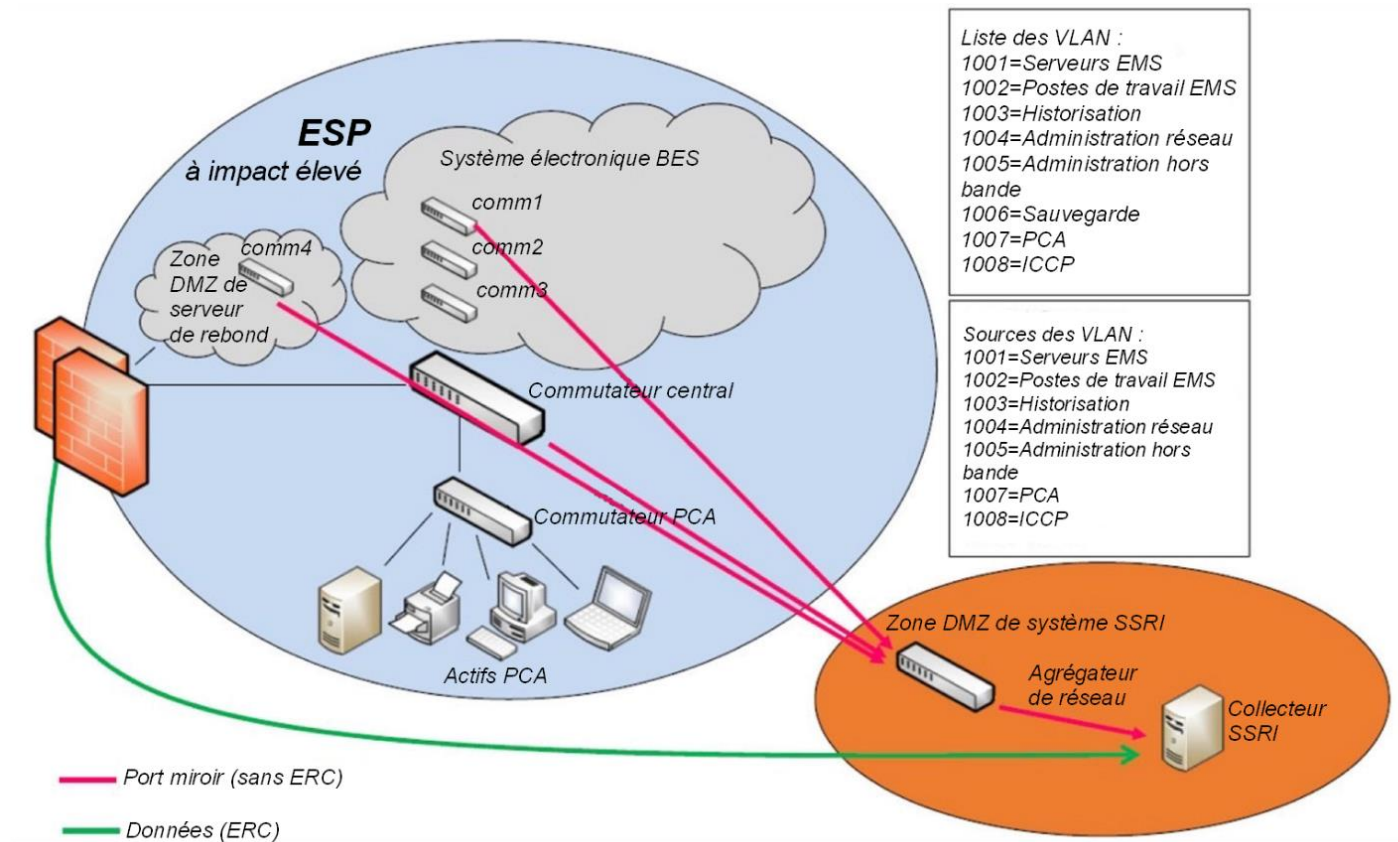 ESP
à impact élevé
Système électronique BES
comm1
comm2
comm3
comm4
Zone
DMZ de
serveur
de rebond
Commutateur central
Commutateur PCA
Actifs PCA
Liste des VLAN :
1001=Serveurs EMS
1002=Postes de travail EMS
1003=Historisation
1004=Administration réseau
1005=Administration hors
bande
1006=Sauvegarde
1007=PCA
1008=ICCP
Sources des VLAN :
1001=Serveurs EMS
1002=Postes de travail EMS
1003=Historisation
1004=Administration réseau
1005=Administration hors
bande
1007=PCA
1008=ICCP
Zone DMZ de système SSRI
Agrégateur
de réseau
Collecteur
SSRI
Port miroir (sans ERC)
Données (ERC)